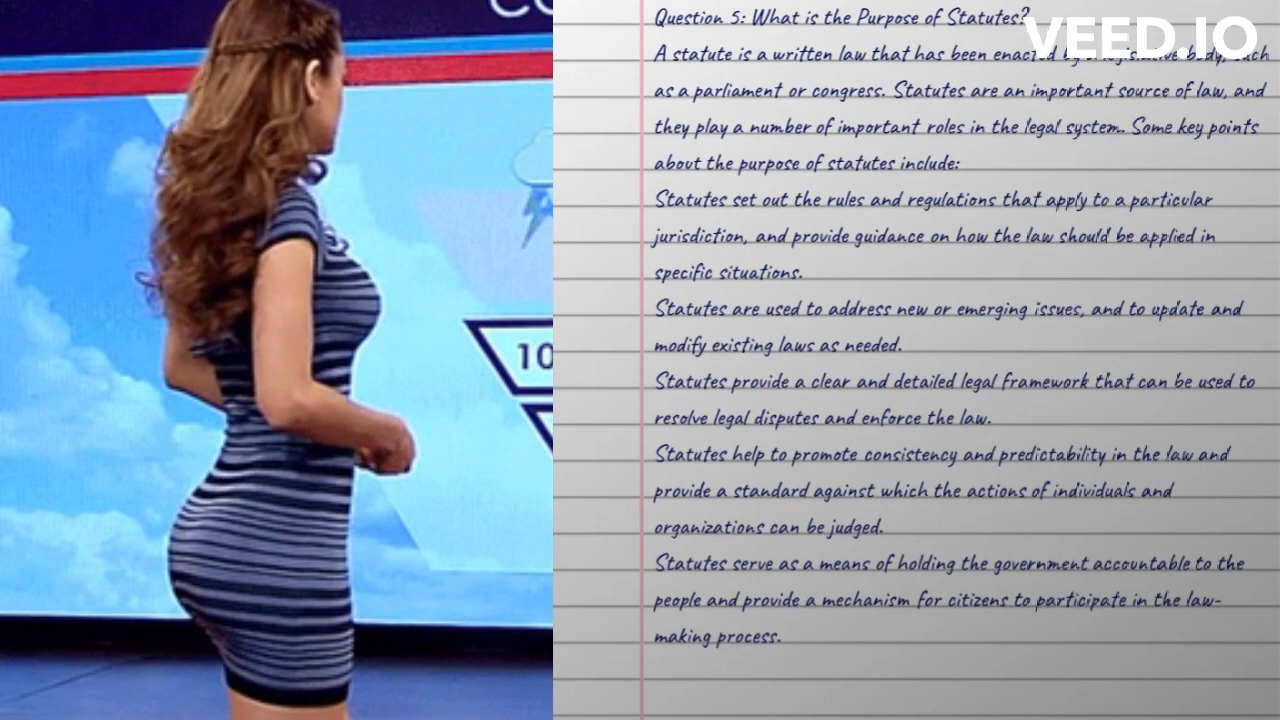 Question 5: What is the Purpose of Statutes?
VEED.IO
A statute is a written law that has been enacted by a legislative body, such
as a parliament or congress. Statutes are an important source of law, and
they play a number of important roles in the legal system. Some key points
about the purpose of statutes include:
Statutes set out the rules and regulations that apply to a particular
jurisdiction, and provide guidance on how the law should be applied in
specific situations.
Statutes are used to address new or emerging issues, and to update and
modify existing laws as needed.
Statutes provide a clear and detailed legal framework that can be used to
resolve legal disputes and enforce the law.
Statutes help to promote consistency and predictability in the law and
provide a standard against which the actions of individuals and
organizations can be judged.
Statutes serve as a means of holding the government accountable to the
people and provide a mechanism for citizens to participate in the law-
making process.
10